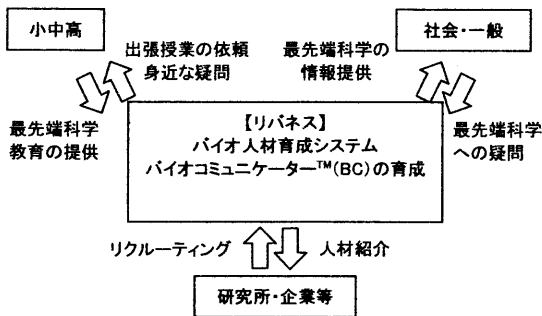 小中高
社会・一般
出張授業の依頼
身近な疑問
最先端科学の
情報提供
最先端科学
教育の提供
【リバネス】
バイオ人材育成システム
バイオコミュニケーター™(BC)の育成
最先端科学
への疑問
リクルーティング
人材紹介
研究所・企業等